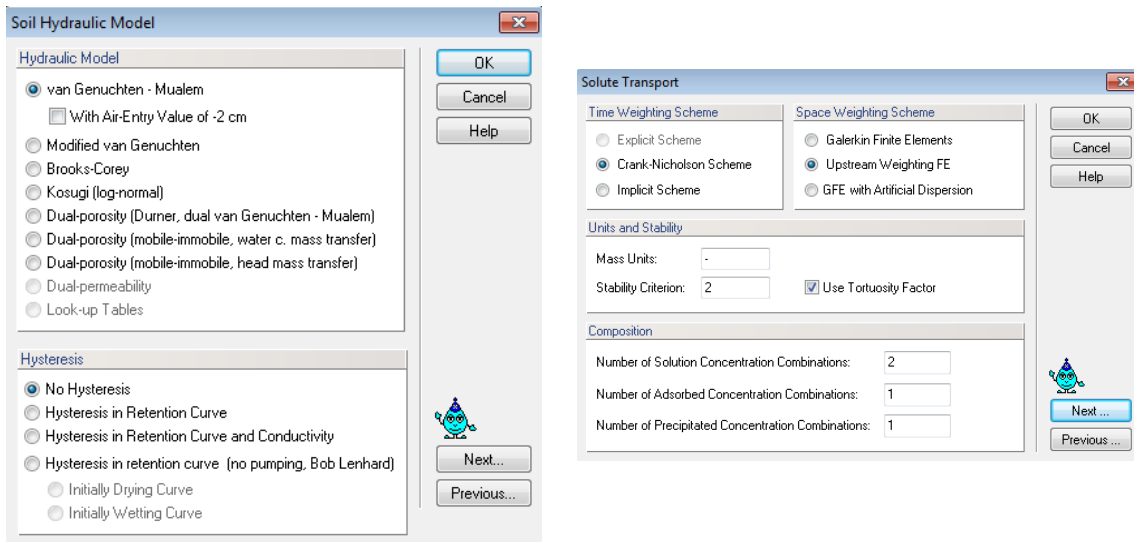 Soil Hydraulic Model
Hydraulic Model
van Genuchten - Mualem
With Air-Entry Value of -2 cm
Modified van Genuchten
Brooks-Corey
Kosugi (log-normal)
Dual-porosity (Durner, dual van Genuchten - Mualem)
Dual-porosity (mobile-immobile, water c. mass transfer)
Dual-porosity (mobile-immobile, head mass transfer)
Dual-permeability
Look-up Tables
Hysteresis
No Hysteresis
Hysteresis in Retention Curve
Hysteresis in Retention Curve and Conductivity
Hysteresis in retention curve (no pumping, Bob Lenhard)
Initially Drying Curve
Initially Wetting Curve
OK
Cancel
Help
Next...
Previous...
Solute Transport
Time Weighting Scheme
Explicit Scheme
Crank-Nicholson Scheme
Implicit Scheme
Space Weighting Scheme
Galerkin Finite Elements
Upstream Weighting FE
GFE with Artificial Dispersion
Units and Stability
Mass Units: -
Stability Criterion: 2 Use Tortuosity Factor
Composition
Number of Solution Concentration Combinations: 2
Number of Adsorbed Concentration Combinations: 1
Number of Precipitated Concentration Combinations: 1
OK
Cancel
Help
Next ...
Previous ...